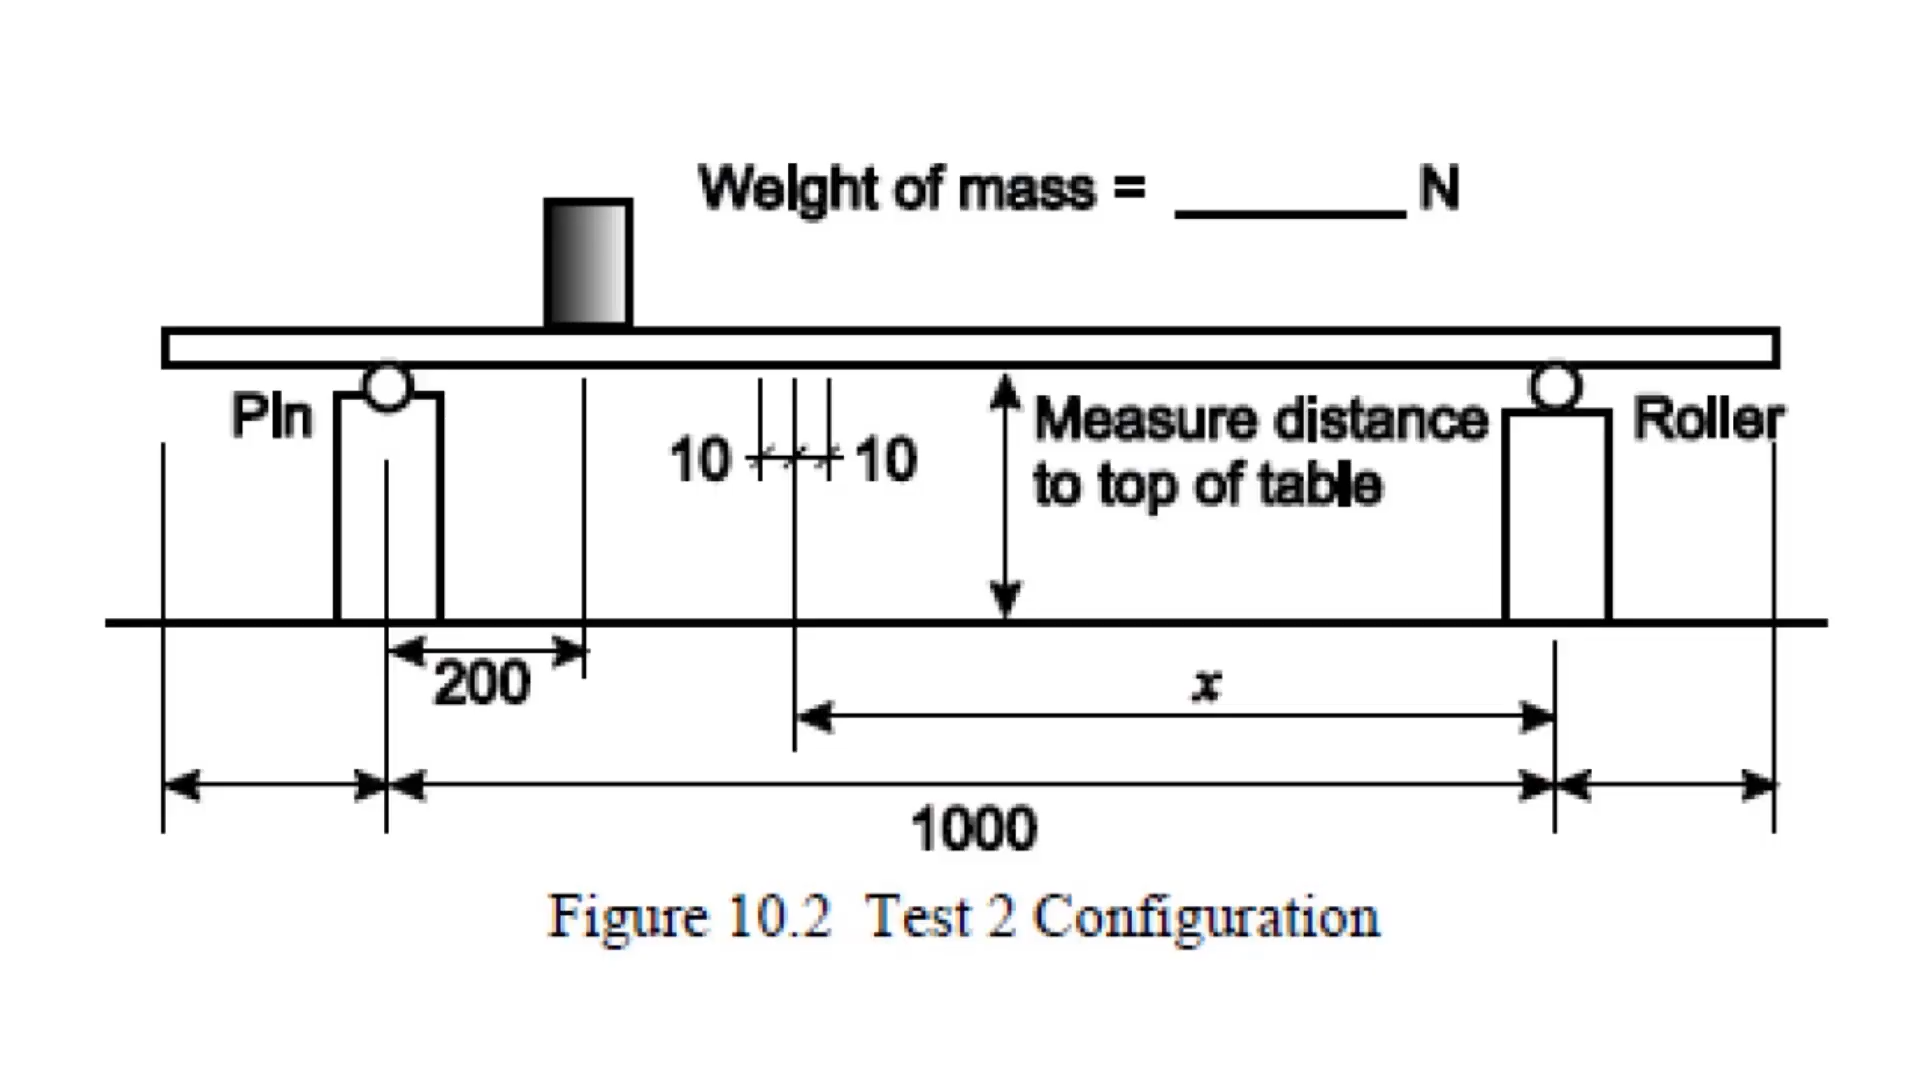 Weight of mass = ______ N
Pin
10
10
Measure distance
to top of table
Roller
200
x
1000
Figure 10.2 Test 2 Configuration